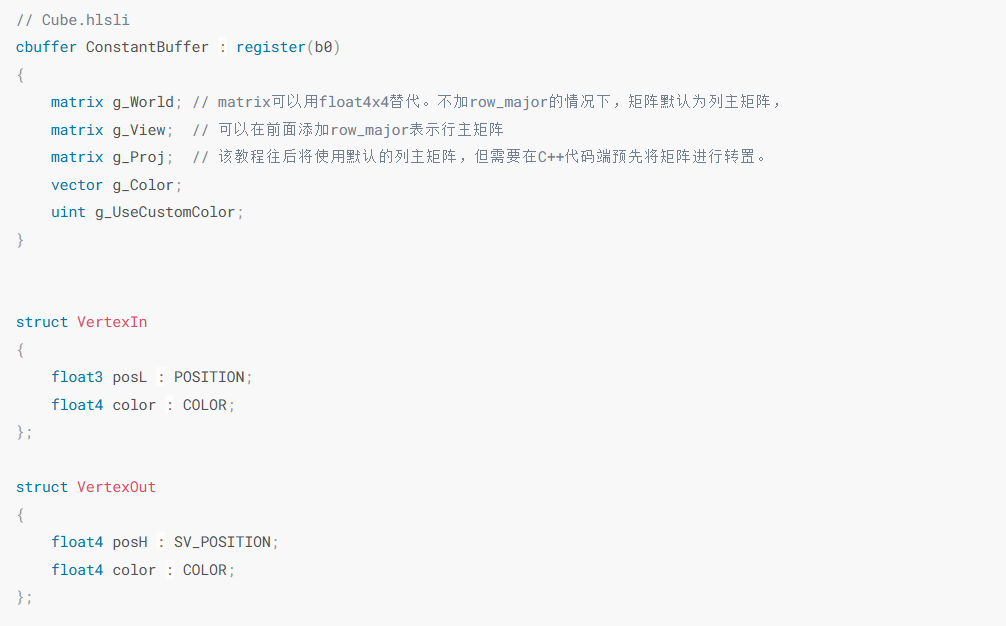 // Cube.hlsli
cbuffer ConstantBuffer : register(b0)
{
    matrix g_World; // matrix可以用float4x4替代。不加row_major的情况下，矩阵默认为列主矩阵，
    matrix g_View;  // 可以在前面添加row_major表示行主矩阵
    matrix g_Proj;  // 该教程往后将使用默认的列主矩阵，但需要在C++代码端预先将矩阵进行转置。
    vector g_Color;
    uint g_UseCustomColor;
}
struct VertexIn
{
    float3 posL : POSITION;
    float4 color : COLOR;
};
struct VertexOut
{
    float4 posH : SV_POSITION;
    float4 color : COLOR;
};